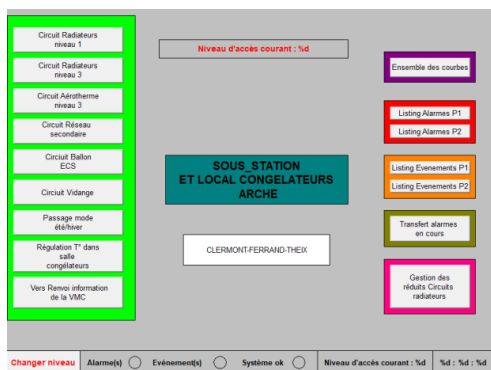 Circuit Radiateurs
niveau 1
Circuit Radiateurs
niveau 3
Circuit Aérotherme
niveau 3
Circuit Réseau
secondaire
Circiut Ballon
ECS
Circiut Vidange
Passage mode
été/hiver
Régulation T° dans
salle
congélateurs
Vers Renvoi information
de la VMC
Niveau d'accès courant : %d
SOUS_STATION
ET LOCAL CONGELATEURS
ARCHE
CLERMONT-FERRAND-THEIX
Ensemble des courbes
Listing Alarmes P1
Listing Alarmes P2
Listing Evenements P1
Listing Evenements P2
Transfert alarmes
en cours
Gestion des
réduits Circuits
radiateurs
Changer niveau
Alarme(s)
Evénement(s)
Système ok
Niveau d'accès courant : %d
%d : %d : %d